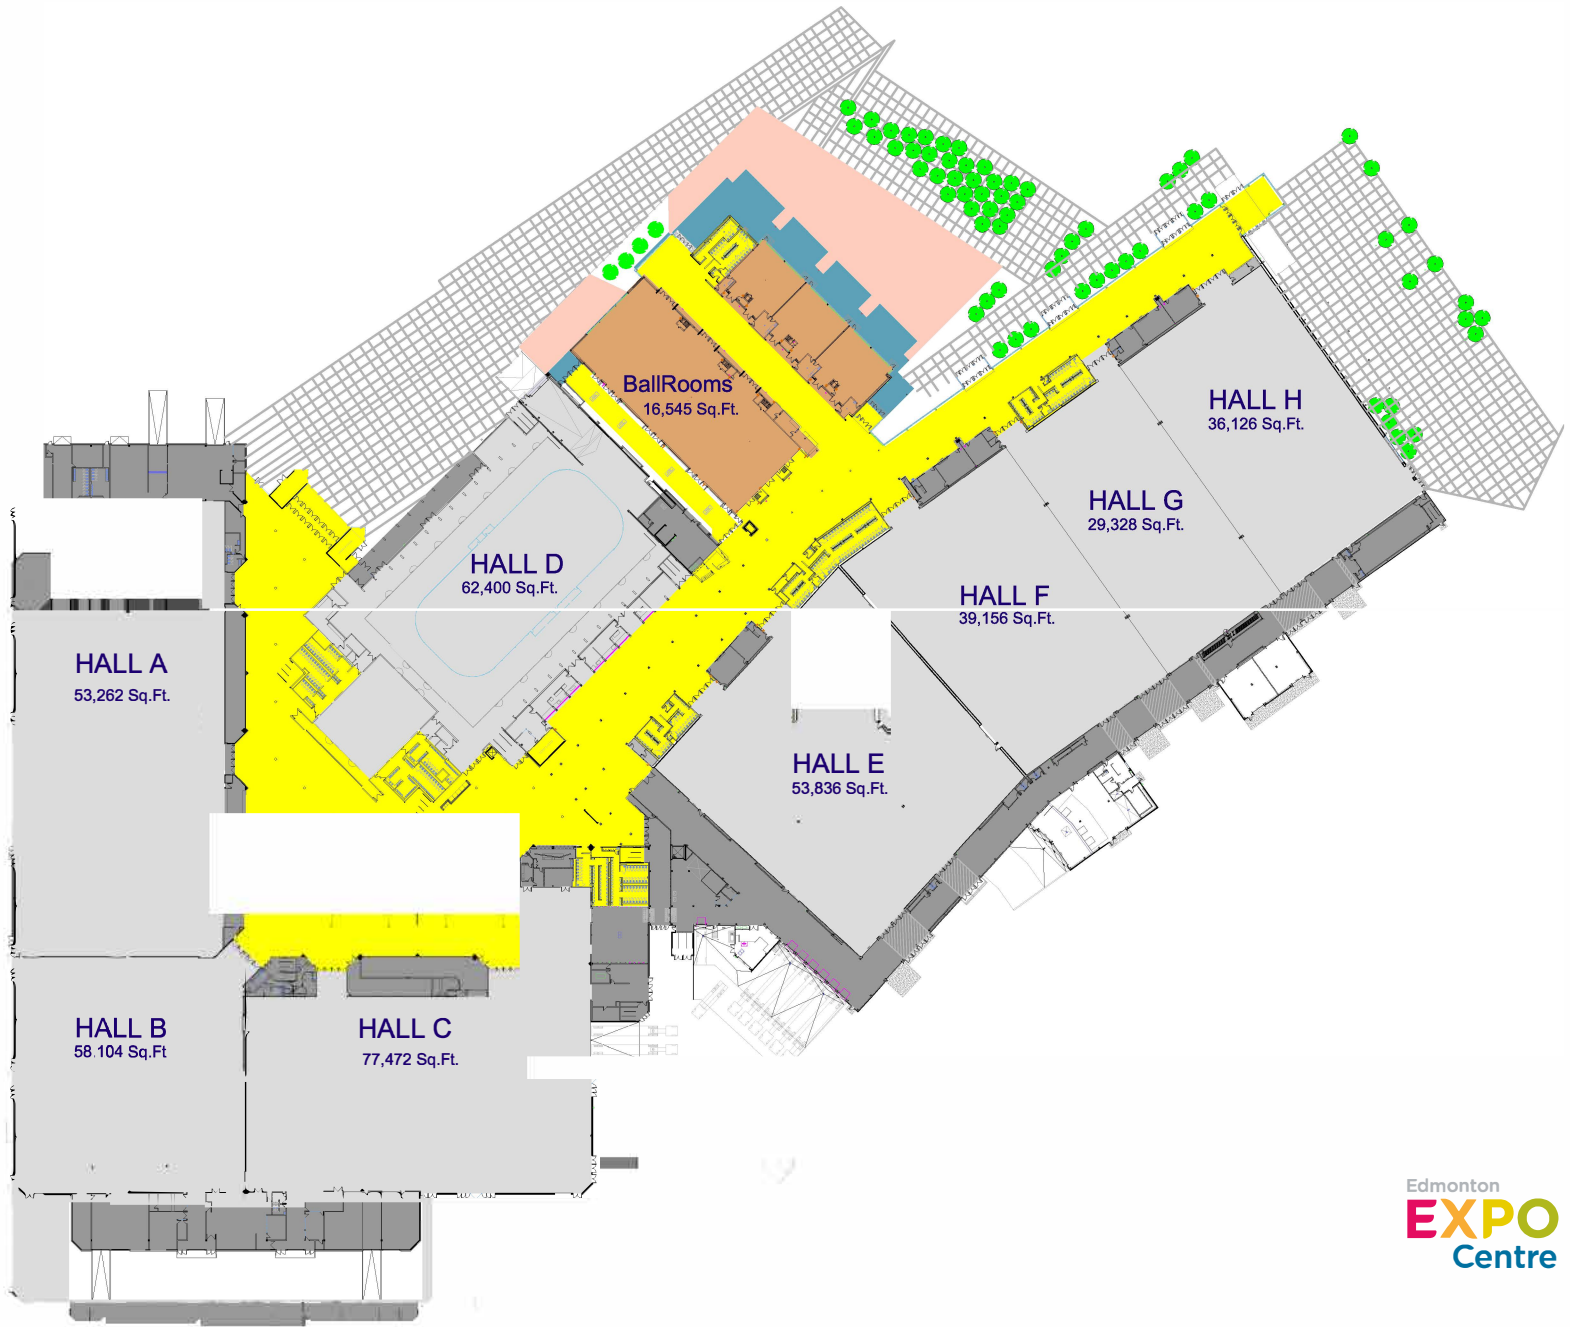 BallRooms
16,545 Sq.Ft.
HALL H
36,126 Sq.Ft.
HALL G
29,328 Sq.Ft.
HALL D
62,400 Sq.Ft.
HALL F
39,156 Sq.Ft.
HALL A
53,262 Sq.Ft.
HALL E
53,836 Sq.Ft.
HALL B
58.104 Sq.Ft
HALL C
77,472 Sq.Ft.
Edmonton
EXPO
Centre